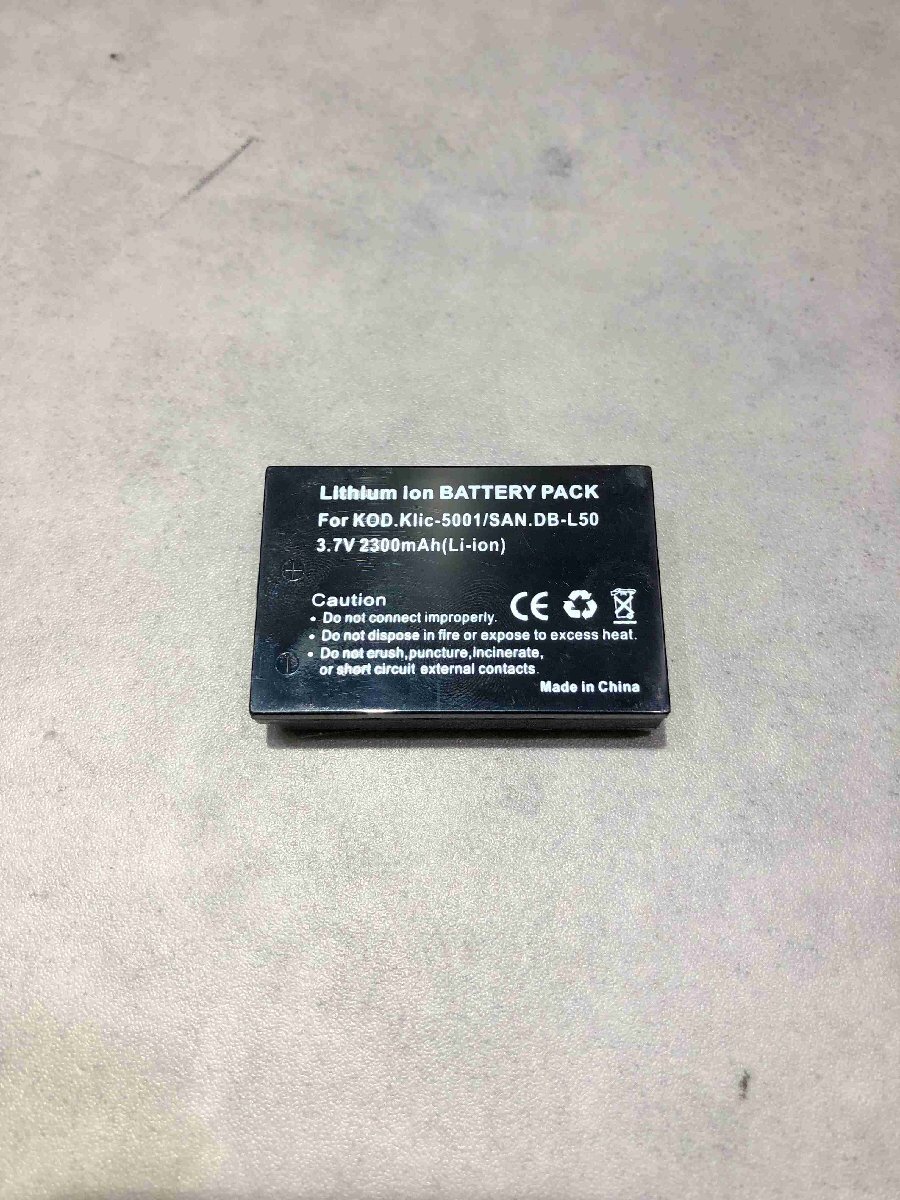 Lithium Ion BATTERY PACK
For KOD.Klic-5001/SAN.DB-L50
3.7V 2300mAh(Li-ion)
+
Caution
CE
• Do not connect improperly.
• Do not dispose in fire or expose to excess heat.
• Do not crush,puncture,incinerate,
or short circuit external contacts.
Made in China